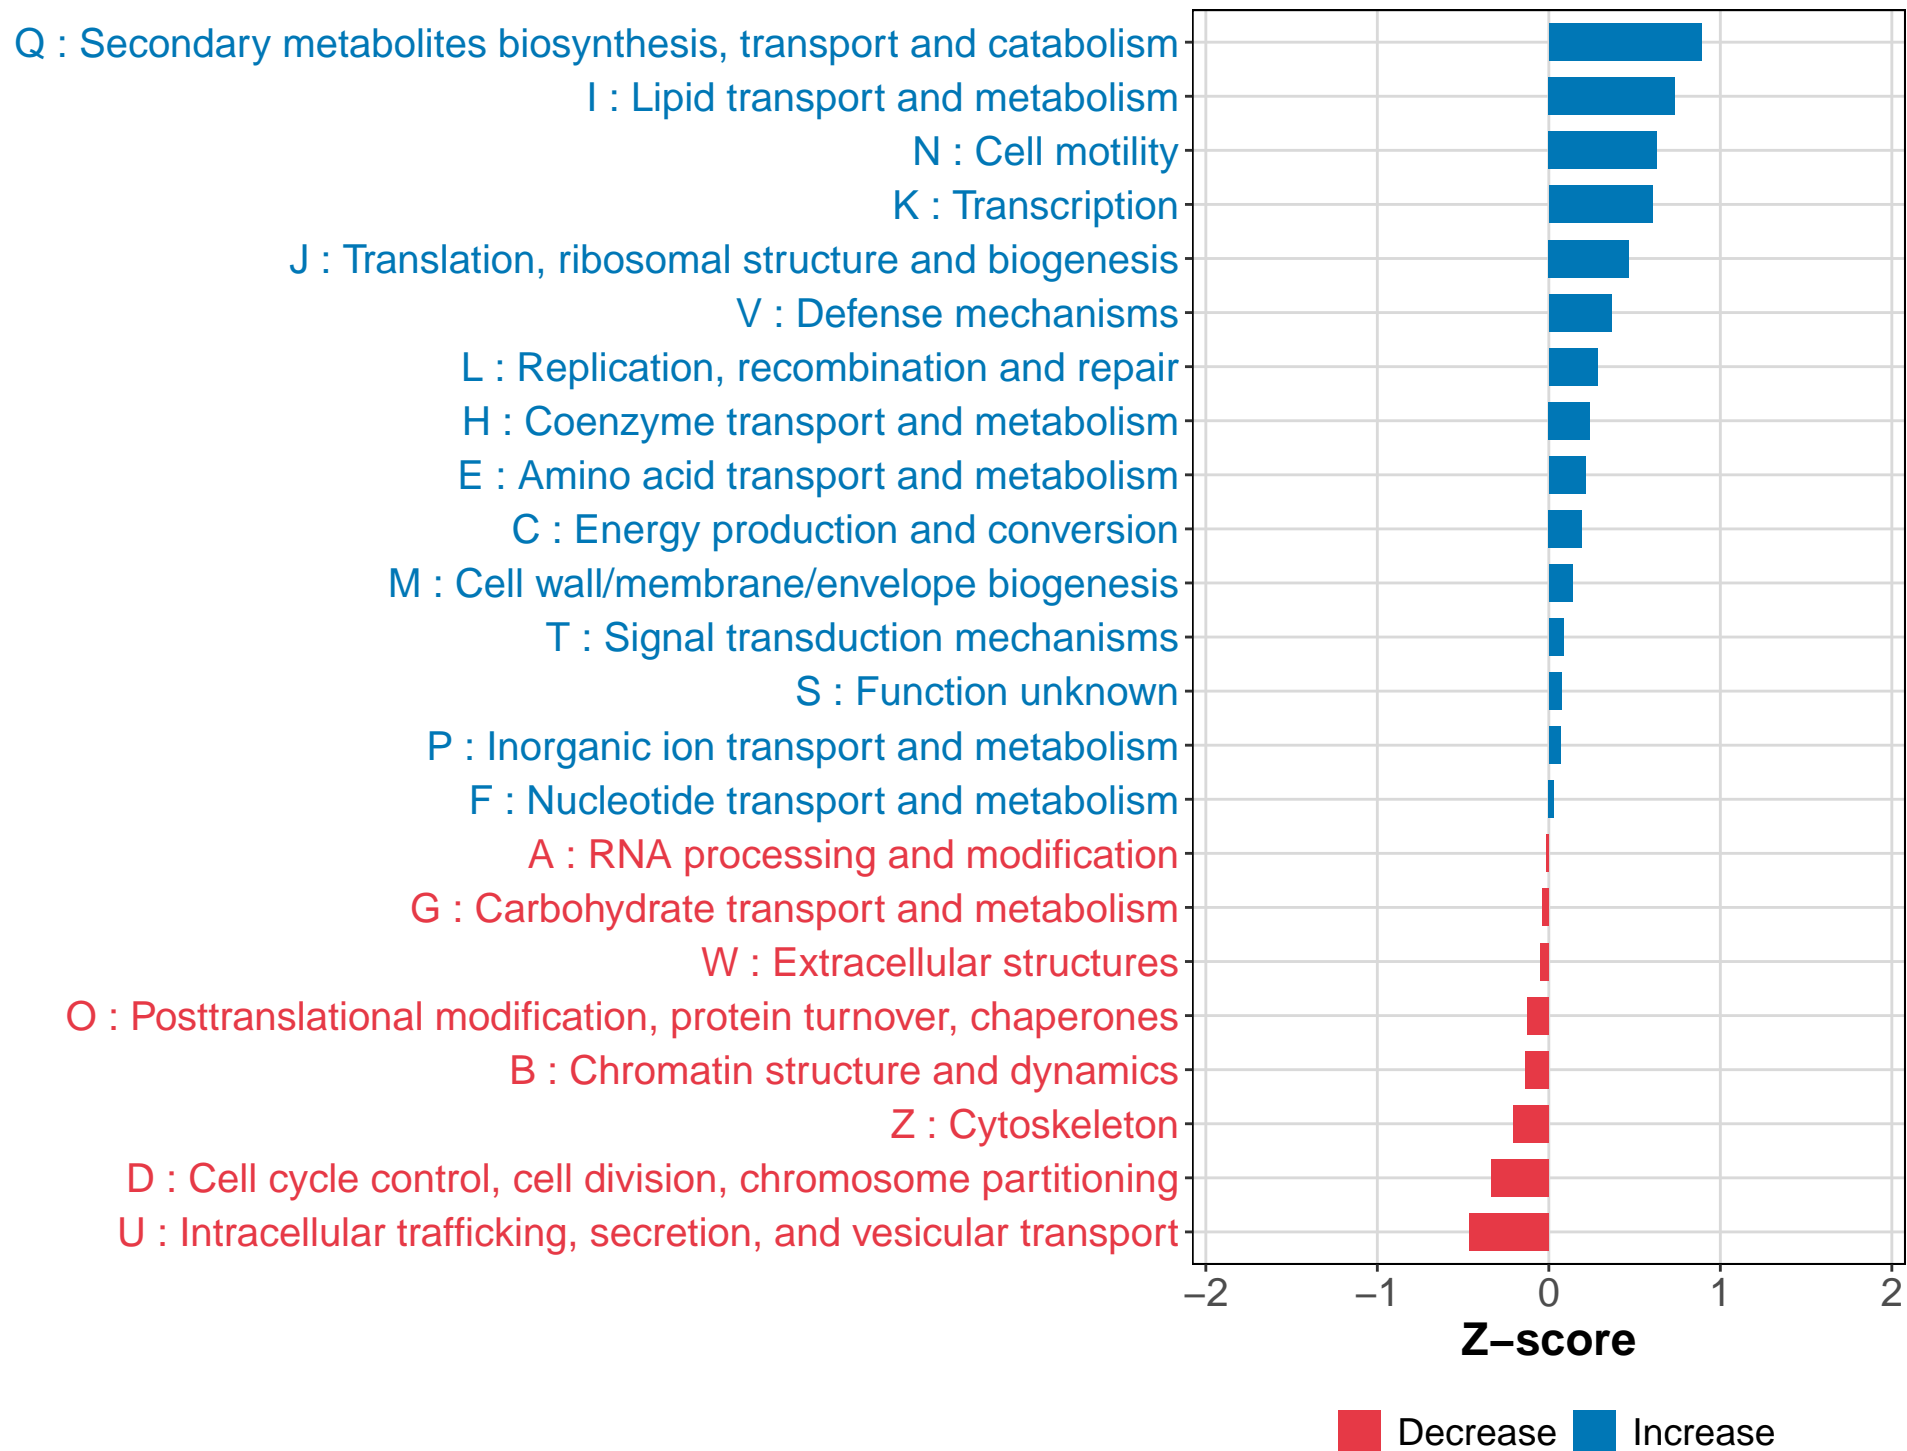 Q : Secondary metabolites biosynthesis, transport and catabolism
I : Lipid transport and metabolism
N : Cell motility
K : Transcription
J : Translation, ribosomal structure and biogenesis
V : Defense mechanisms
L : Replication, recombination and repair
H : Coenzyme transport and metabolism
E : Amino acid transport and metabolism
C : Energy production and conversion
M : Cell wall/membrane/envelope biogenesis
T : Signal transduction mechanisms
S : Function unknown
P : Inorganic ion transport and metabolism
F : Nucleotide transport and metabolism
A : RNA processing and modification
G : Carbohydrate transport and metabolism
W : Extracellular structures
O : Posttranslational modification, protein turnover, chaperones
B : Chromatin structure and dynamics
Z : Cytoskeleton
D : Cell cycle control, cell division, chromosome partitioning
U : Intracellular trafficking, secretion, and vesicular transport
−2 −1 0 1 2
Z−score
Decrease Increase